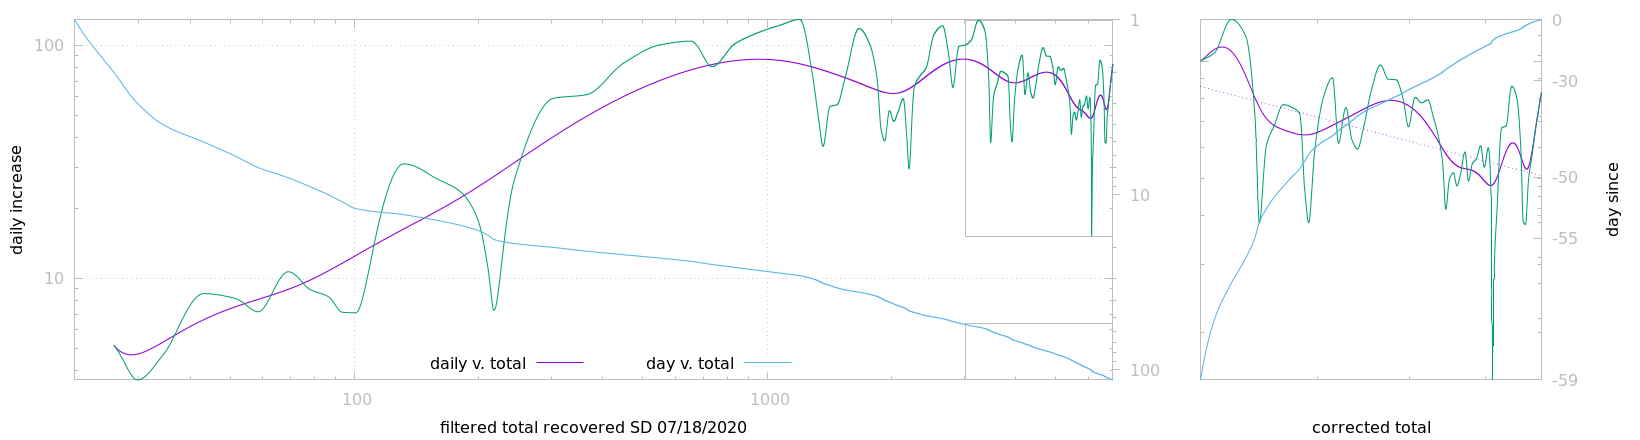 daily increase
100
10
daily v. total
day v. total
100
1000
filtered total recovered SD 07/18/2020
1
10
100
0
-30
-50
-55
-59
day since
corrected total